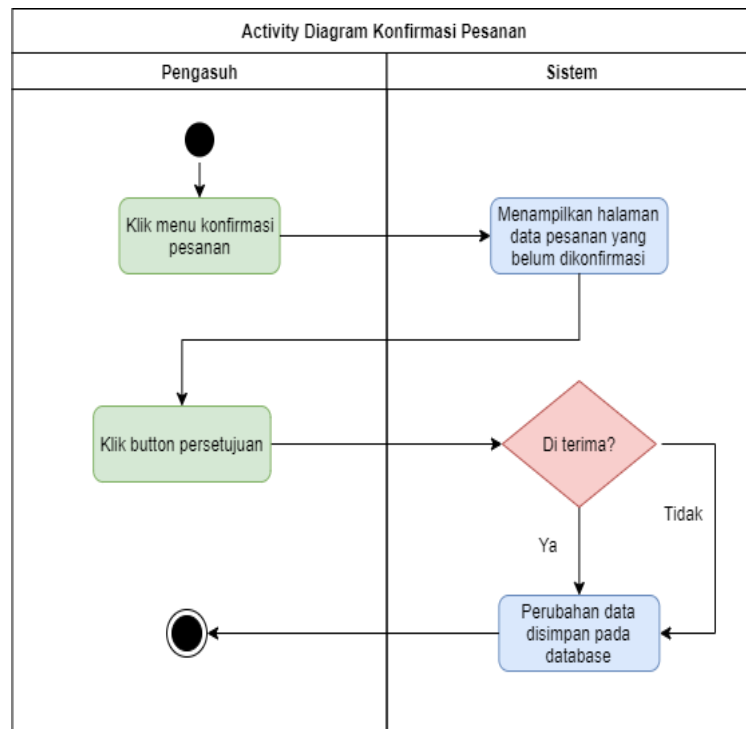 Activity Diagram Konfirmasi Pesanan
Pengasuh
Sistem
Klik menu konfirmasi
pesanan
Menampilkan halaman
data pesanan yang
belum dikonfirmasi
Klik button persetujuan
Di terima?
Tidak
Ya
Perubahan data
disimpan pada
database